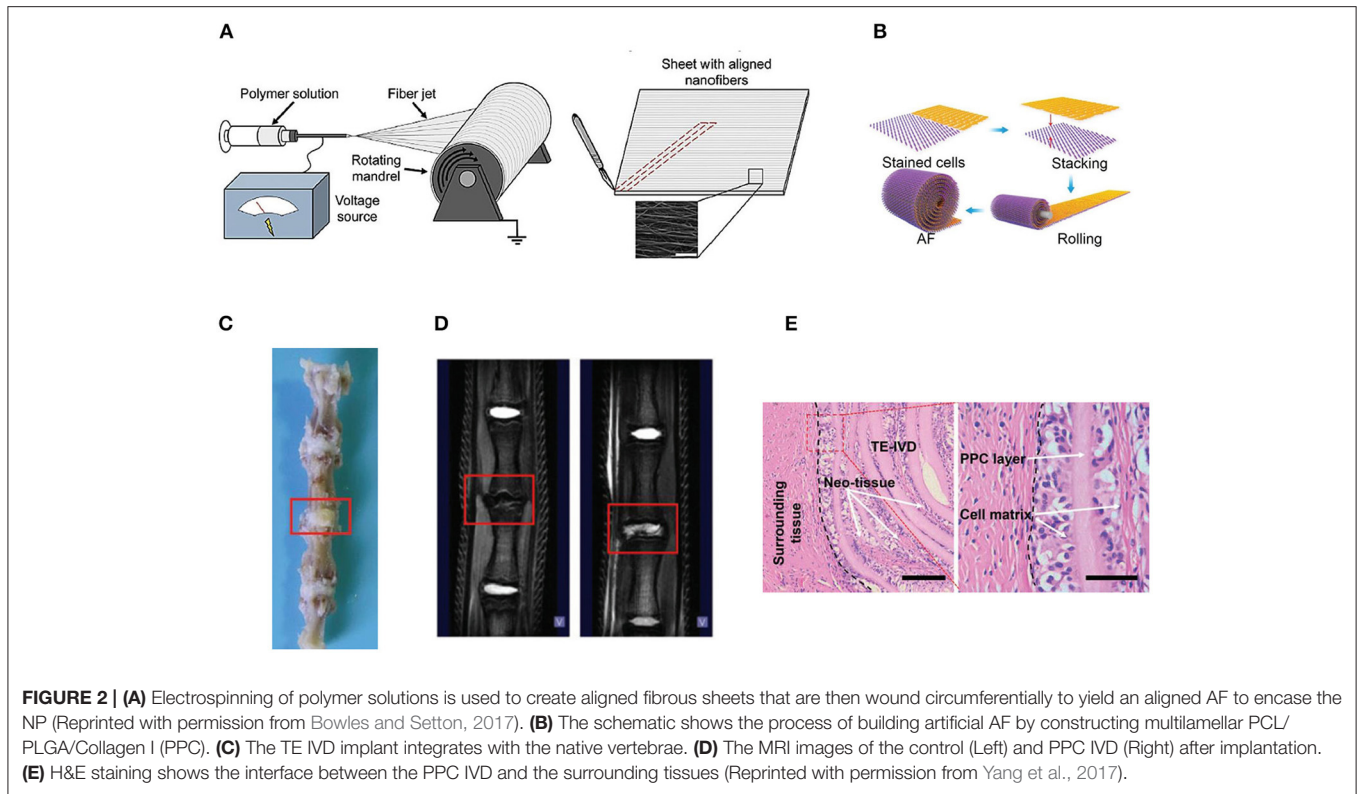 A
B
Polymer solution
Fiber jet
Rotating
mandrel
Voltage
source
Sheet with aligned
nanofibers
Stained cells
Stacking
AF
Rolling
C
D
E
V
V
Surrounding
tissue
TE-IVD
Neo-tissue
PPC layer
Cell matrix
FIGURE 2 | (A) Electrospinning of polymer solutions is used to create aligned fibrous sheets that are then wound circumferentially to yield an aligned AF to encase the
NP (Reprinted with permission from Bowles and Setton, 2017). (B) The schematic shows the process of building artificial AF by constructing multilamellar PCL/
PLGA/Collagen I (PPC). (C) The TE IVD implant integrates with the native vertebrae. (D) The MRI images of the control (Left) and PPC IVD (Right) after implantation.
(E) H&E staining shows the interface between the PPC IVD and the surrounding tissues (Reprinted with permission from Yang et al., 2017).